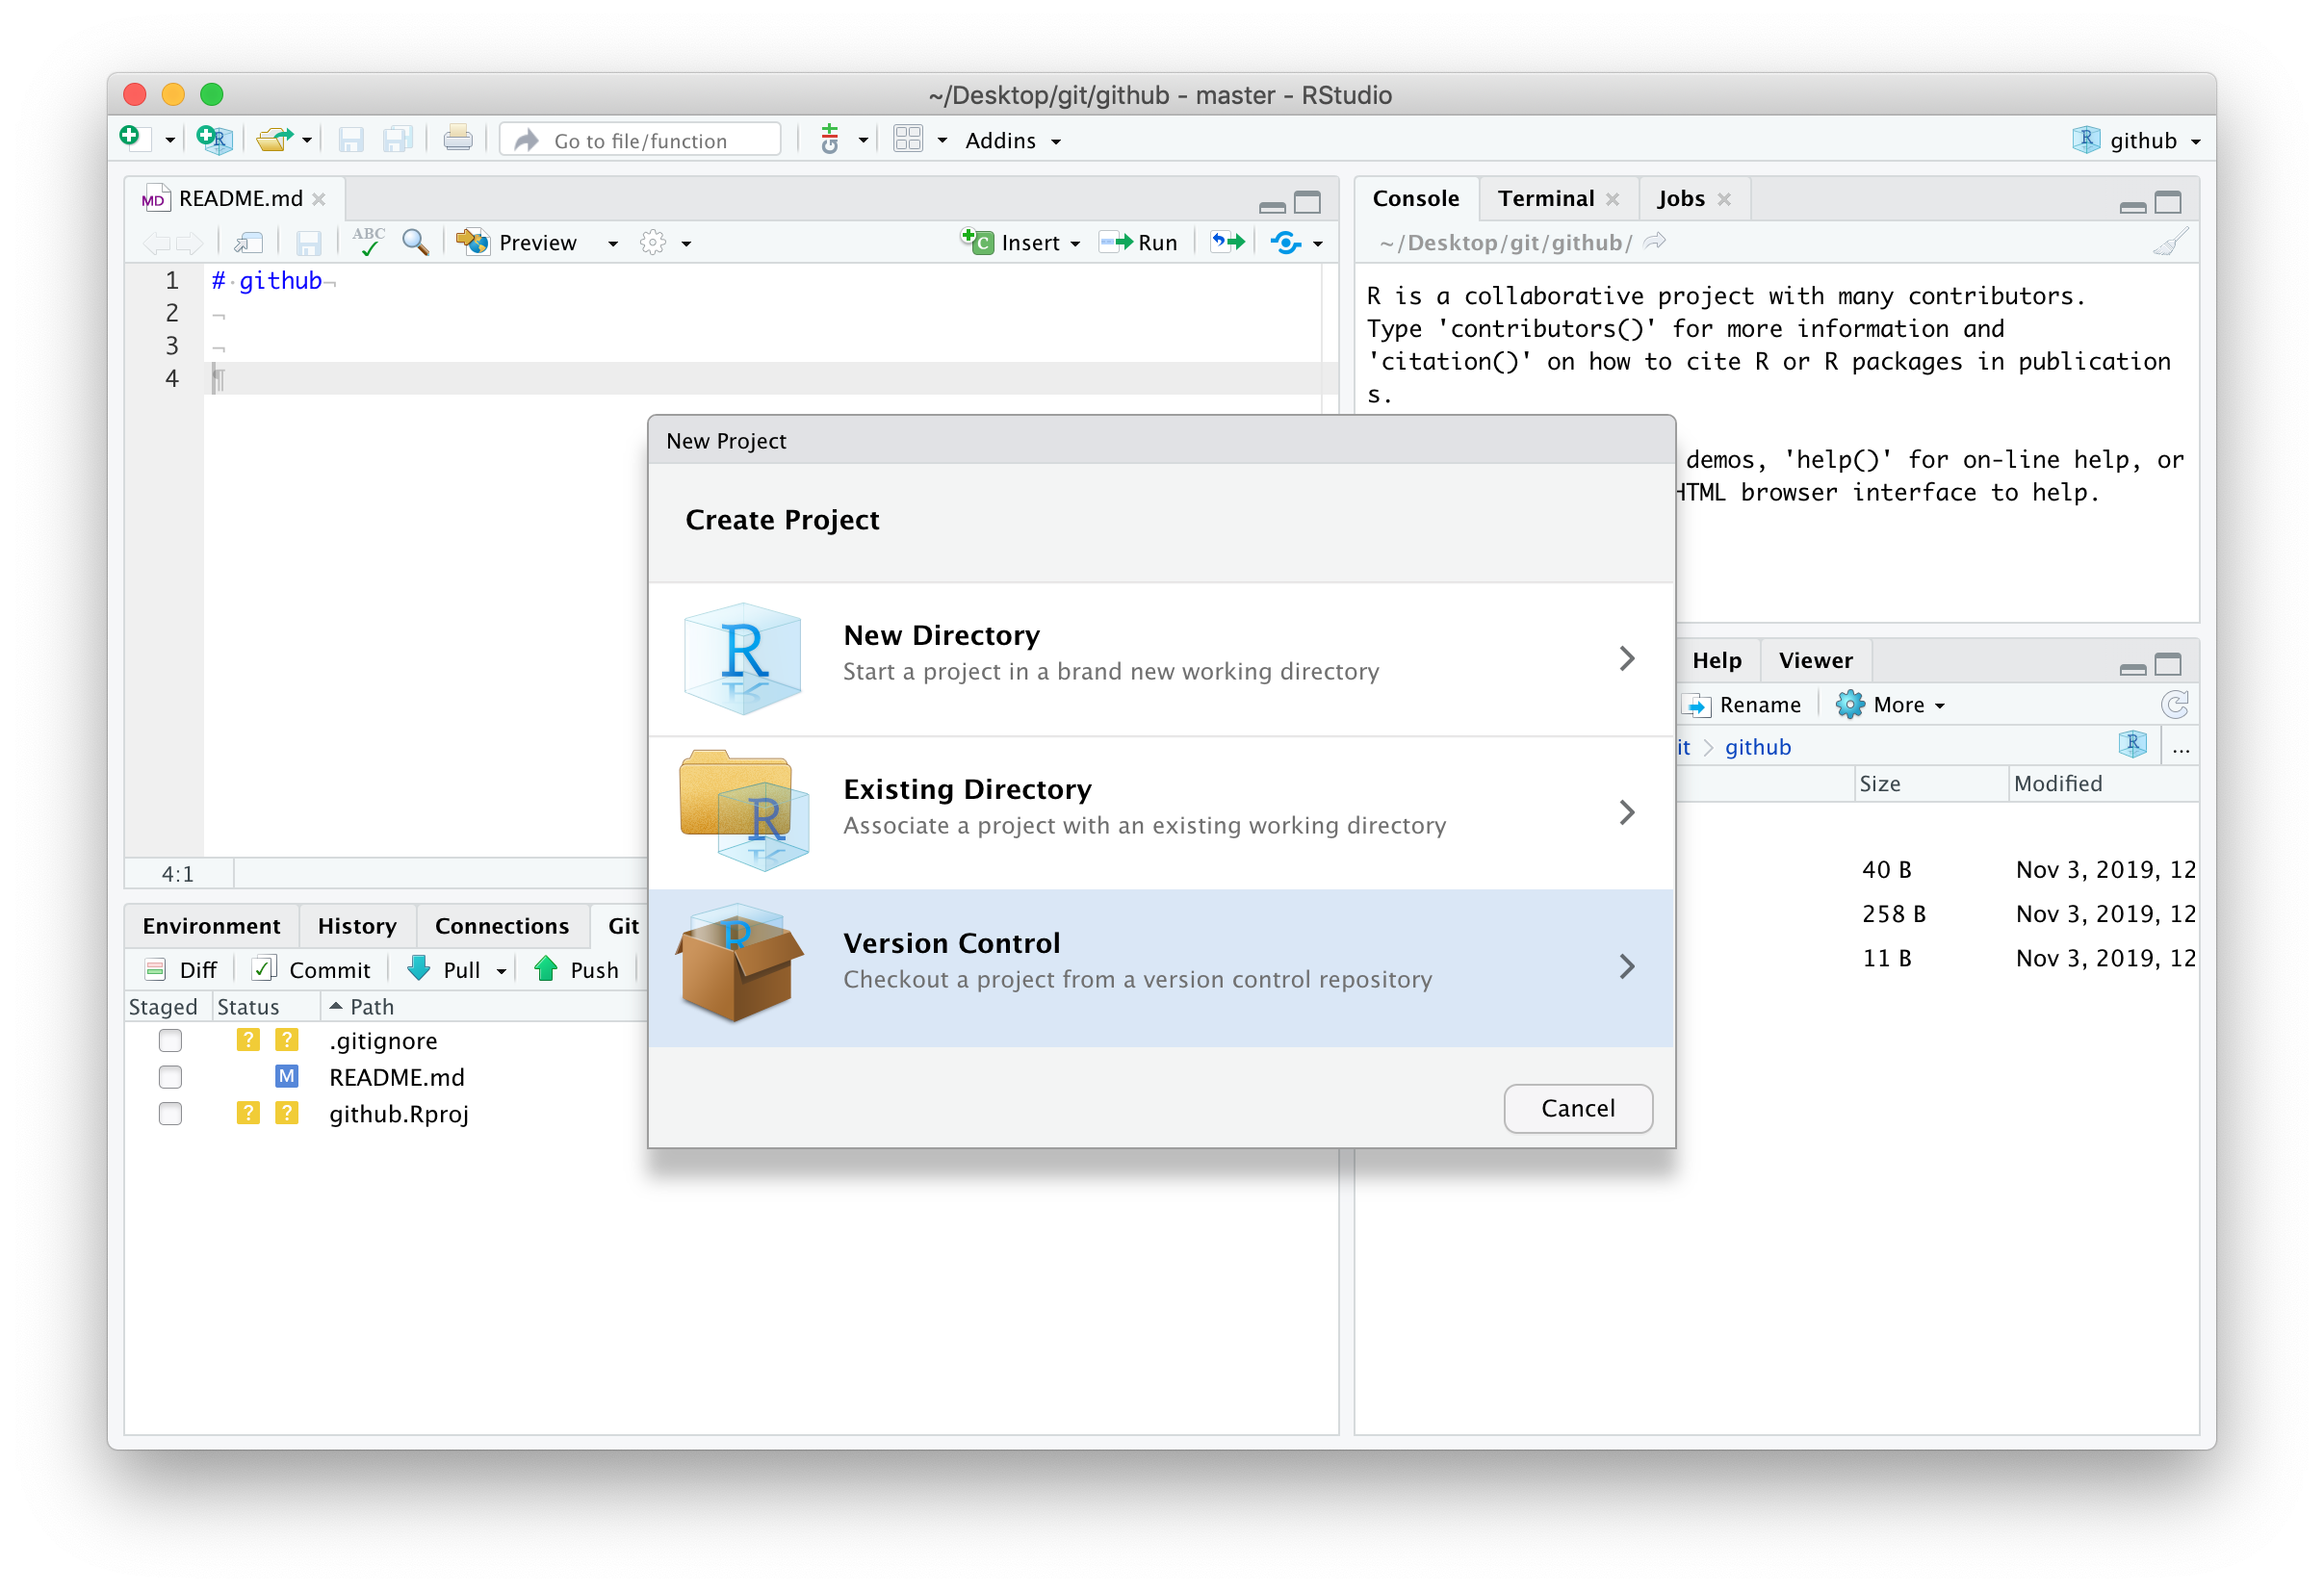 ~/Desktop/git/github - master - RStudio
Go to file/function
Addins
github
README.md
ABC
Preview
Insert
Run
1 # github
2
3
4
4:1
Console Terminal Jobs
~/Desktop/git/github/
R is a collaborative project with many contributors.
Type 'contributors()' for more information and
'citation()' on how to cite R or R packages in publication
s.
demos, 'help()' for on-line help, or
HTML browser interface to help.
New Project
Create Project
New Directory
Start a project in a brand new working directory
Existing Directory
Associate a project with an existing working directory
Version Control
Checkout a project from a version control repository
Cancel
Environment History Connections Git
Diff Commit Pull Push
Staged Status Path
? ? .gitignore
M README.md
? ? github.Rproj
Help Viewer
Rename More
it > github ...
Size Modified
40 B Nov 3, 2019, 12
258 B Nov 3, 2019, 12
11 B Nov 3, 2019, 12